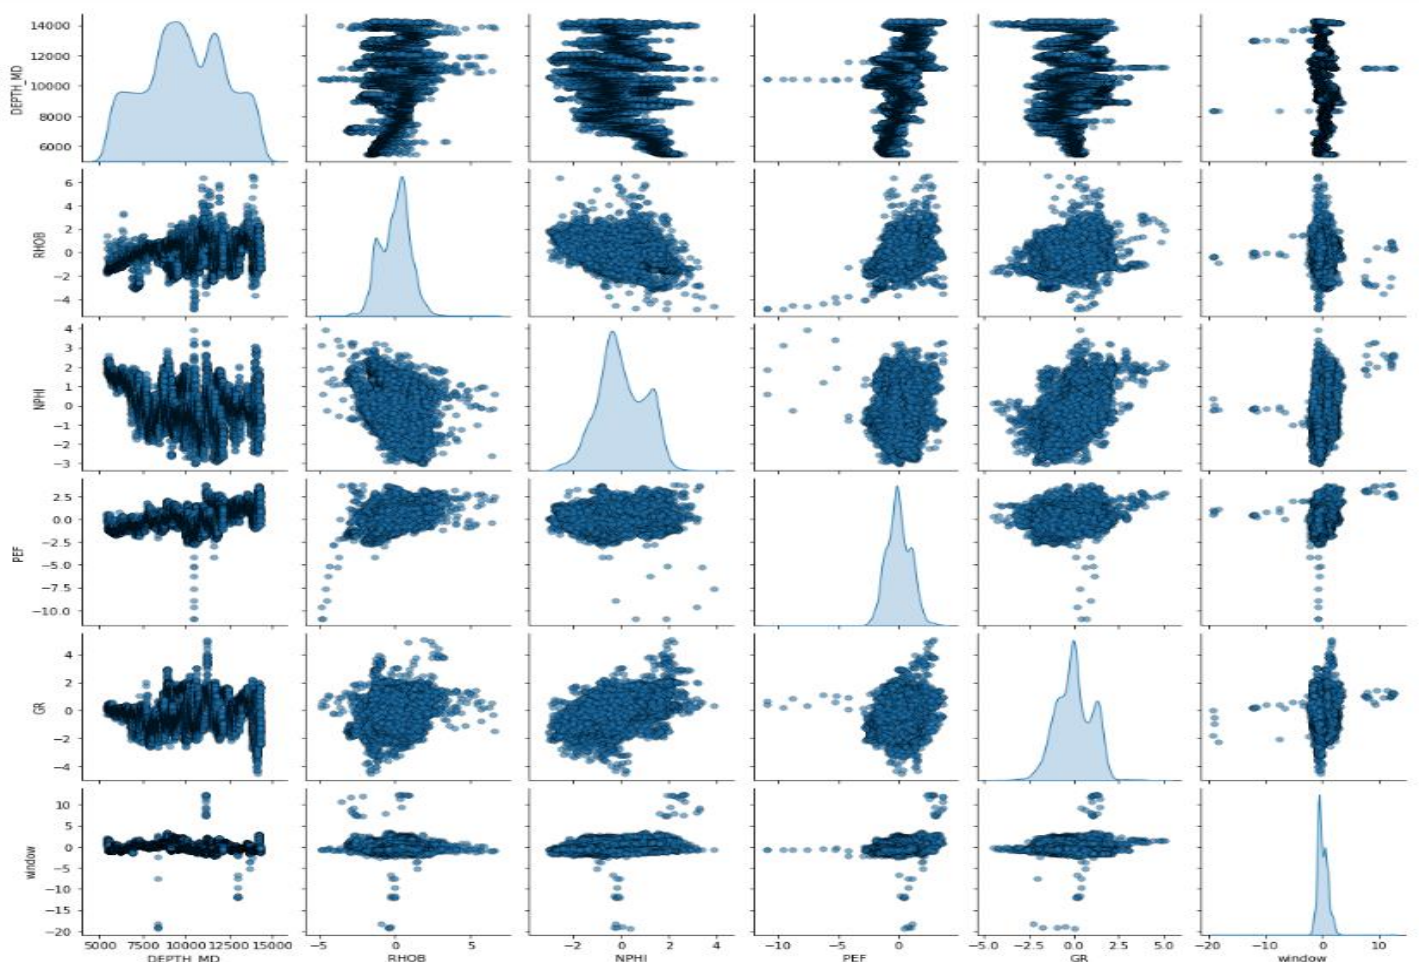 14000
12000
10000
8000
6000
DEPTH_MD
6
4
2
0
−2
−4
RHOB
4
3
2
1
0
−1
−2
−3
NPHI
2.5
0.0
−2.5
−5.0
−7.5
−10.0
PEF
4
2
0
−2
−4
GR
10
5
0
−5
−10
−15
−20
window
5000 7500 10000 12500 15000
DEPTH_MD
−5 0 5
RHOB
−2 0 2 4
NPHI
−10 −5 0
PEF
−5.0 −2.5 0.0 2.5 5.0
GR
−20 −10 0 10
window